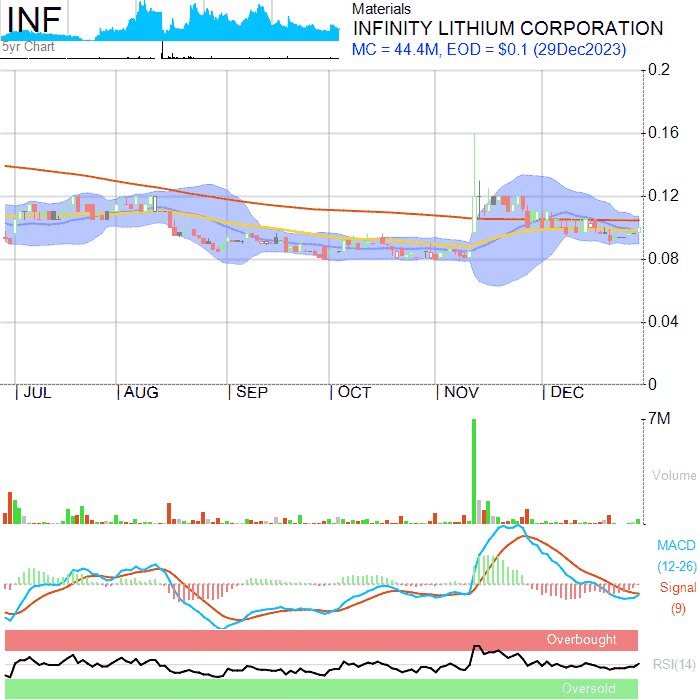 INF
5yr Chart
Materials
INFINITY LITHIUM CORPORATION
MC = 44.4M, EOD = $0.1 (29Dec2023)
0.2
0.16
0.12
0.08
0.04
0
JUL AUG SEP OCT NOV DEC
7M
Volume
MACD
(12-26)
Signal
(9)
Overbought
RSI(14)
Oversold